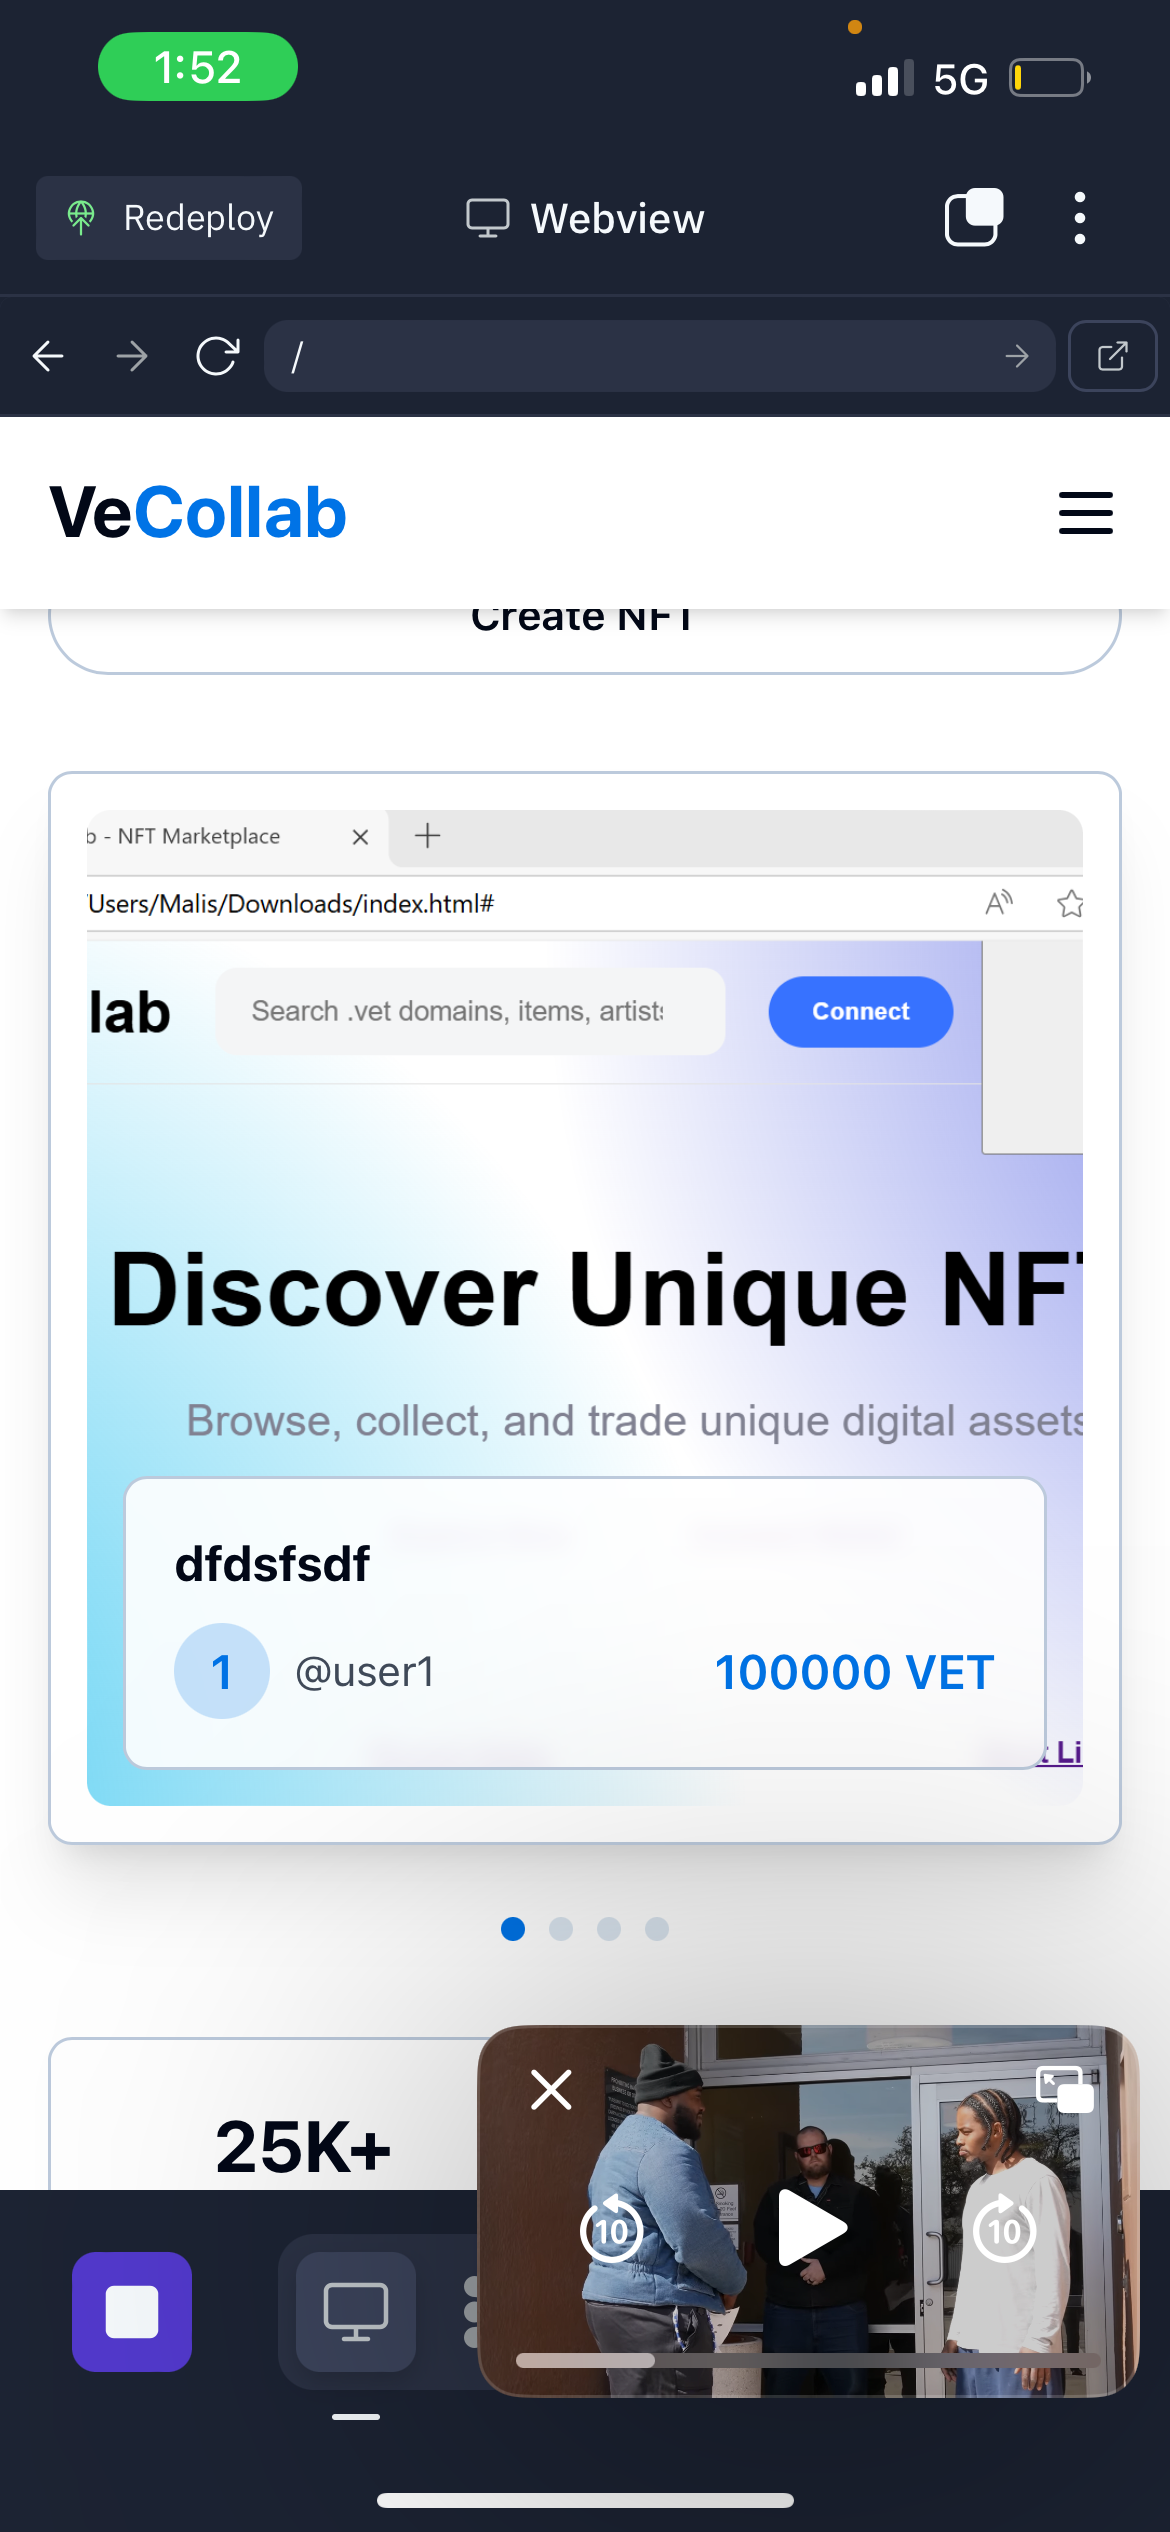 1:52
5G
Redeploy
Webview
/
VeCollab
Create NFT
b - NFT Marketplace
/Users/Malis/Downloads/index.html#
lab
Search .vet domains, items, artists
Connect
Discover Unique NFT
Browse, collect, and trade unique digital assets
dfdsfsdf
1
@user1
100000 VET
t Li
25K+
10
10